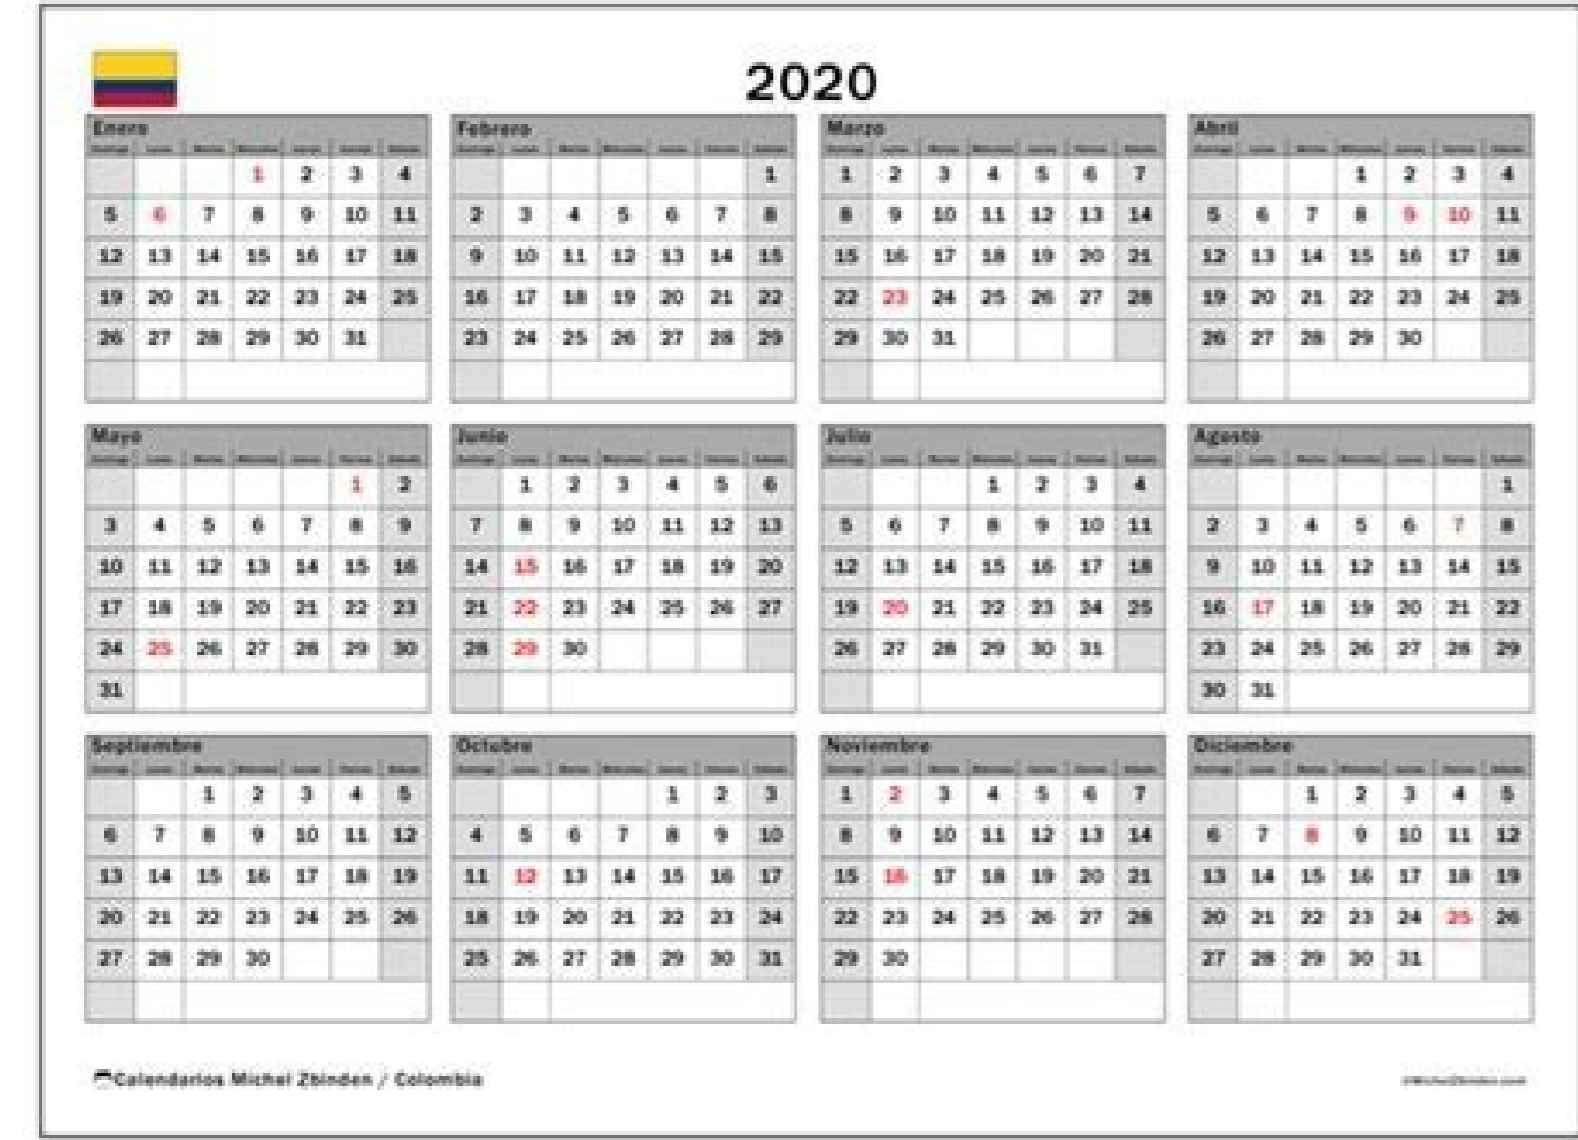 2020
Enero
1 2 3 4
5 6 7 8 9 10 11
12 13 14 15 16 17 18
19 20 21 22 23 24 25
26 27 28 29 30 31
Febrero
1
2 3 4 5 6 7 8
9 10 11 12 13 14 15
16 17 18 19 20 21 22
23 24 25 26 27 28 29
Marzo
1 2 3 4 5 6 7
8 9 10 11 12 13 14
15 16 17 18 19 20 21
22 23 24 25 26 27 28
29 30 31
Abril
1 2 3 4
5 6 7 8 9 10 11
12 13 14 15 16 17 18
19 20 21 22 23 24 25
26 27 28 29 30
Mayo
1 2
3 4 5 6 7 8 9
10 11 12 13 14 15 16
17 18 19 20 21 22 23
24 25 26 27 28 29 30
31
Junio
1 2 3 4 5 6
7 8 9 10 11 12 13
14 15 16 17 18 19 20
21 22 23 24 25 26 27
28 29 30
Julio
1 2 3 4
5 6 7 8 9 10 11
12 13 14 15 16 17 18
19 20 21 22 23 24 25
26 27 28 29 30 31
Agosto
1
2 3 4 5 6 7 8
9 10 11 12 13 14 15
16 17 18 19 20 21 22
23 24 25 26 27 28 29
30 31
Septiembre
1 2 3 4 5
6 7 8 9 10 11 12
13 14 15 16 17 18 19
20 21 22 23 24 25 26
27 28 29 30
Octubre
1 2 3
4 5 6 7 8 9 10
11 12 13 14 15 16 17
18 19 20 21 22 23 24
25 26 27 28 29 30 31
Noviembre
1 2 3 4 5 6 7
8 9 10 11 12 13 14
15 16 17 18 19 20 21
22 23 24 25 26 27 28
29 30
Diciembre
1 2 3 4 5
6 7 8 9 10 11 12
13 14 15 16 17 18 19
20 21 22 23 24 25 26
27 28 29 30 31
Calendarios Michel Zbinden / Colombia